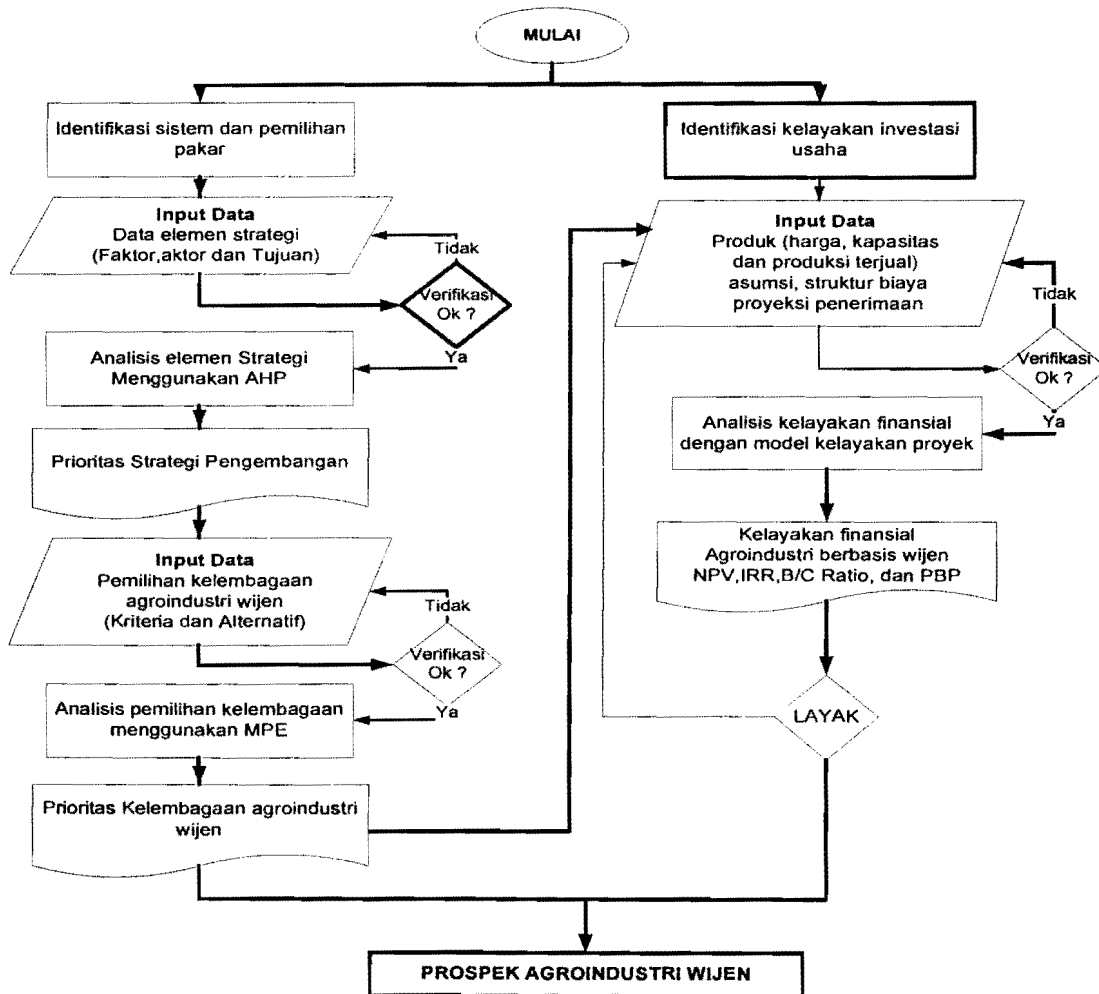 MULAI
Identifikasi sistem dan pemilihan
pakar
Input Data
Data elemen strategi
(Faktor,aktor dan Tujuan)
Tidak
Verifikasi
Ok ?
Ya
Analisis elemen Strategi
Menggunakan AHP
Prioritas Strategi Pengembangan
Input Data
Pemilihan kelembagaan
agroindustri wijen
(Kriteria dan Alternatif)
Tidak
Verifikasi
Ok ?
Ya
Analisis pemilihan kelembagaan
menggunakan MPE
Prioritas Kelembagaan agroindustri
wijen
Identifikasi kelayakan investasi
usaha
Input Data
Produk (harga, kapasitas
dan produksi terjual)
asumsi, struktur biaya
proyeksi penerimaan
Tidak
Verifikasi
Ok ?
Ya
Analisis kelayakan finansial
dengan model kelayakan proyek
Kelayakan finansial
Agroindustri berbasis wijen
NPV,IRR,B/C Ratio, dan PBP
LAYAK
PROSPEK AGROINDUSTRI WIJEN